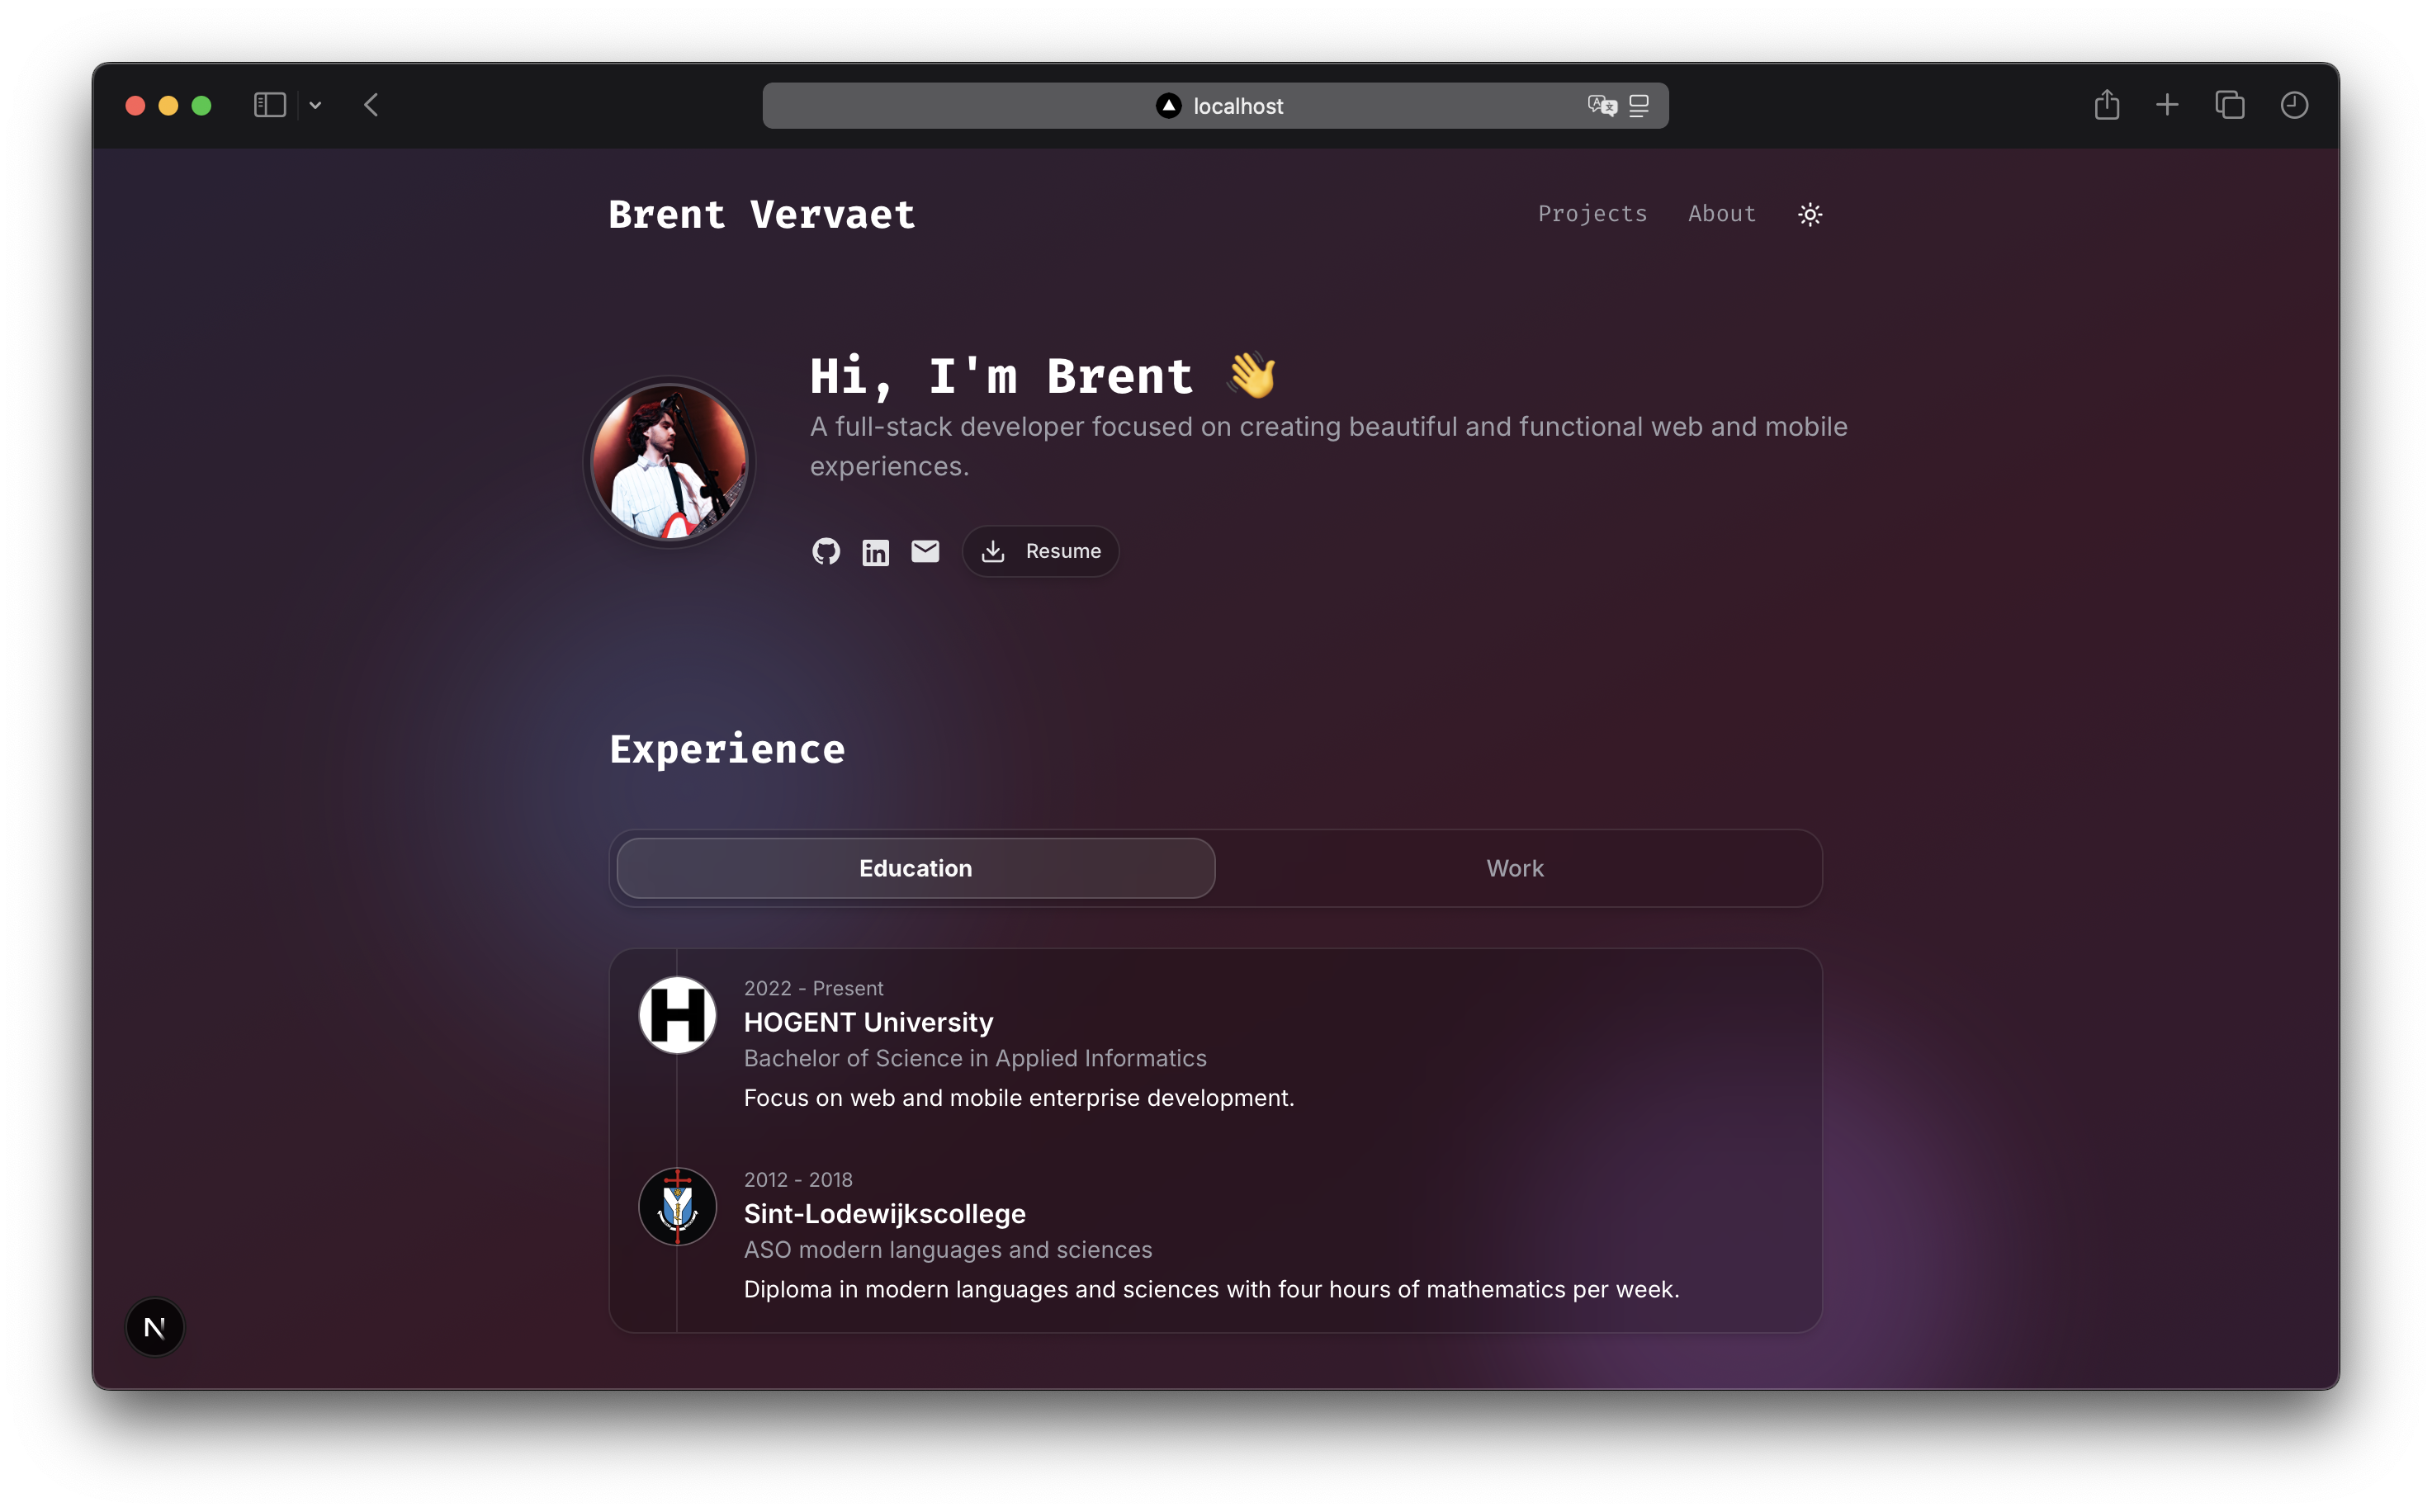 localhost
Brent Vervaet
Projects About
Hi, I'm Brent 👋
A full-stack developer focused on creating beautiful and functional web and mobile
experiences.
in Resume
Experience
Education Work
H
2022 - Present
HOGENT University
Bachelor of Science in Applied Informatics
Focus on web and mobile enterprise development.
2012 - 2018
Sint-Lodewijkscollege
ASO modern languages and sciences
Diploma in modern languages and sciences with four hours of mathematics per week.
N